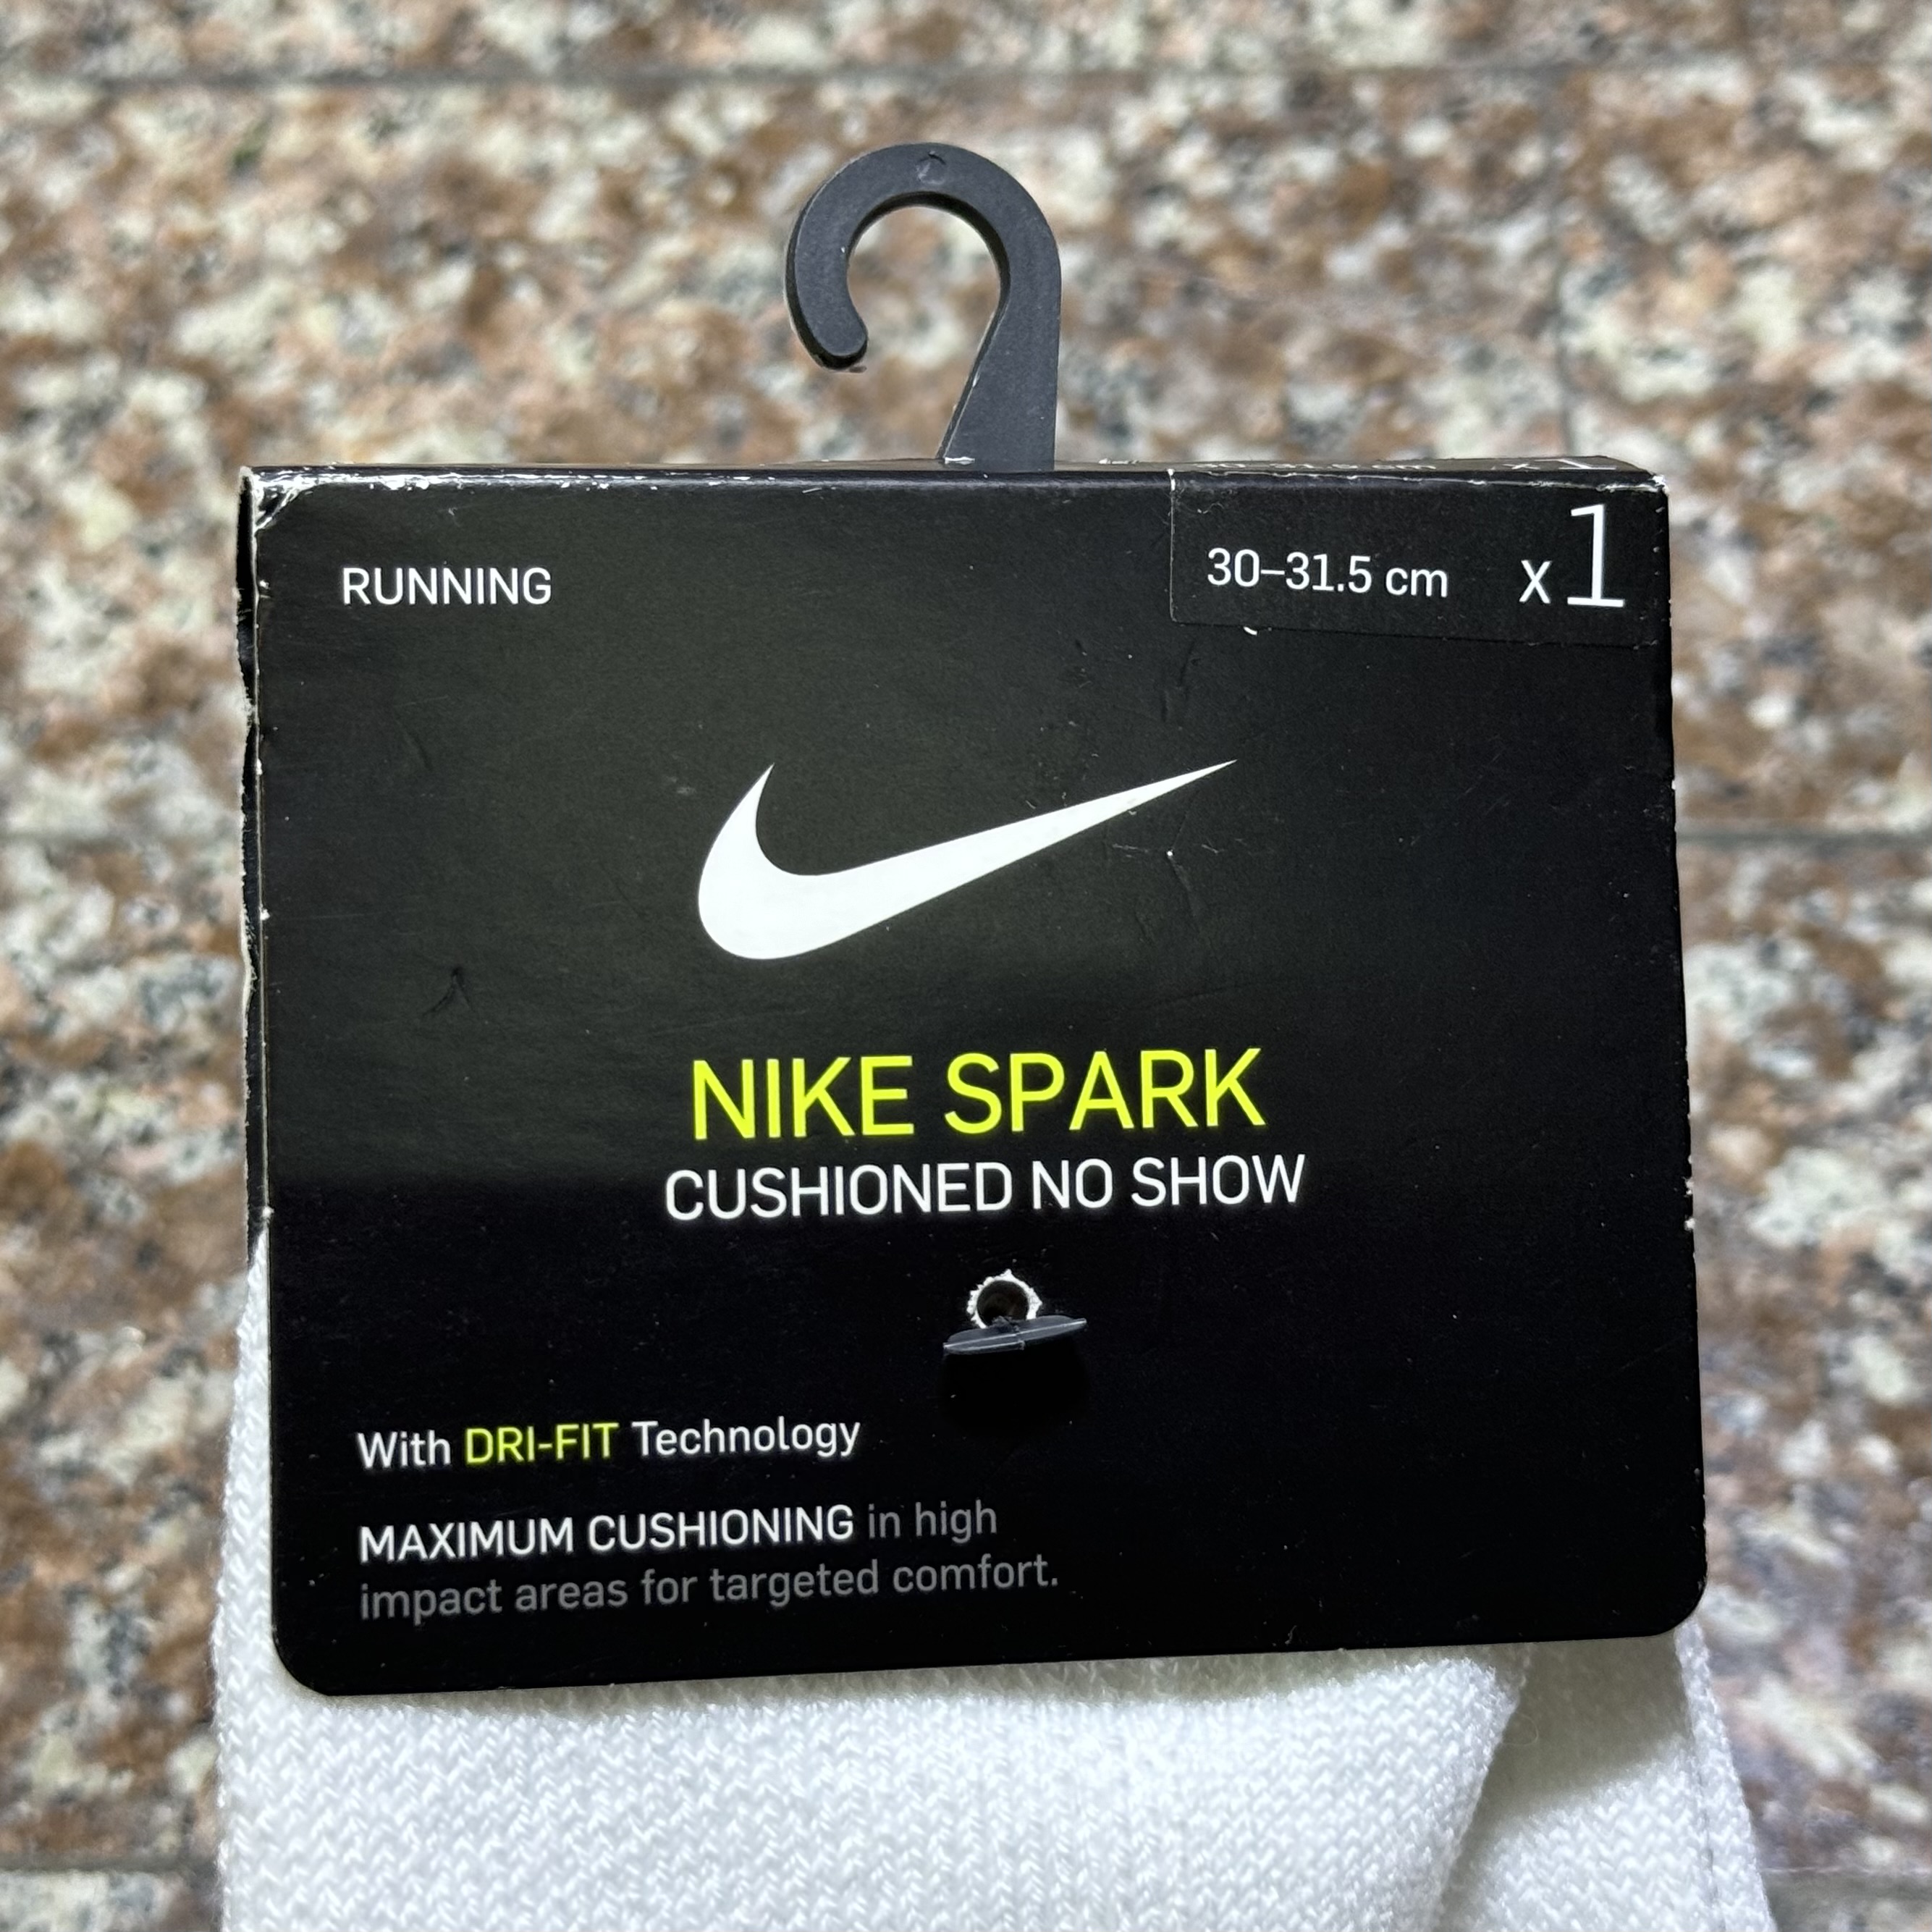 RUNNING
30–31.5 cm x 1
NIKE SPARK
CUSHIONED NO SHOW
With DRI-FIT Technology
MAXIMUM CUSHIONING in high
impact areas for targeted comfort.